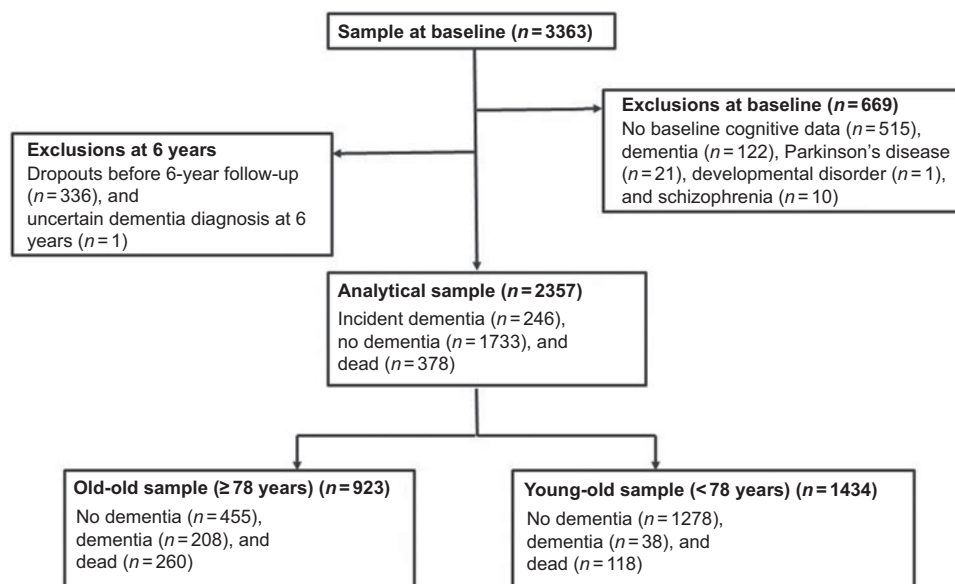 Sample at baseline (n=3363)
Exclusions at baseline (n=669)
No baseline cognitive data (n=515),
dementia (n=122), Parkinson's disease
(n=21), developmental disorder (n=1),
and schizophrenia (n=10)
Exclusions at 6 years
Dropouts before 6-year follow-up
(n=336), and
uncertain dementia diagnosis at 6
years (n=1)
Analytical sample (n=2357)
Incident dementia (n=246),
no dementia (n=1733), and
dead (n=378)
Old-old sample (≥78 years) (n=923)
No dementia (n=455),
dementia (n=208), and
dead (n=260)
Young-old sample (<78 years) (n=1434)
No dementia (n=1278),
dementia (n=38), and
dead (n=118)